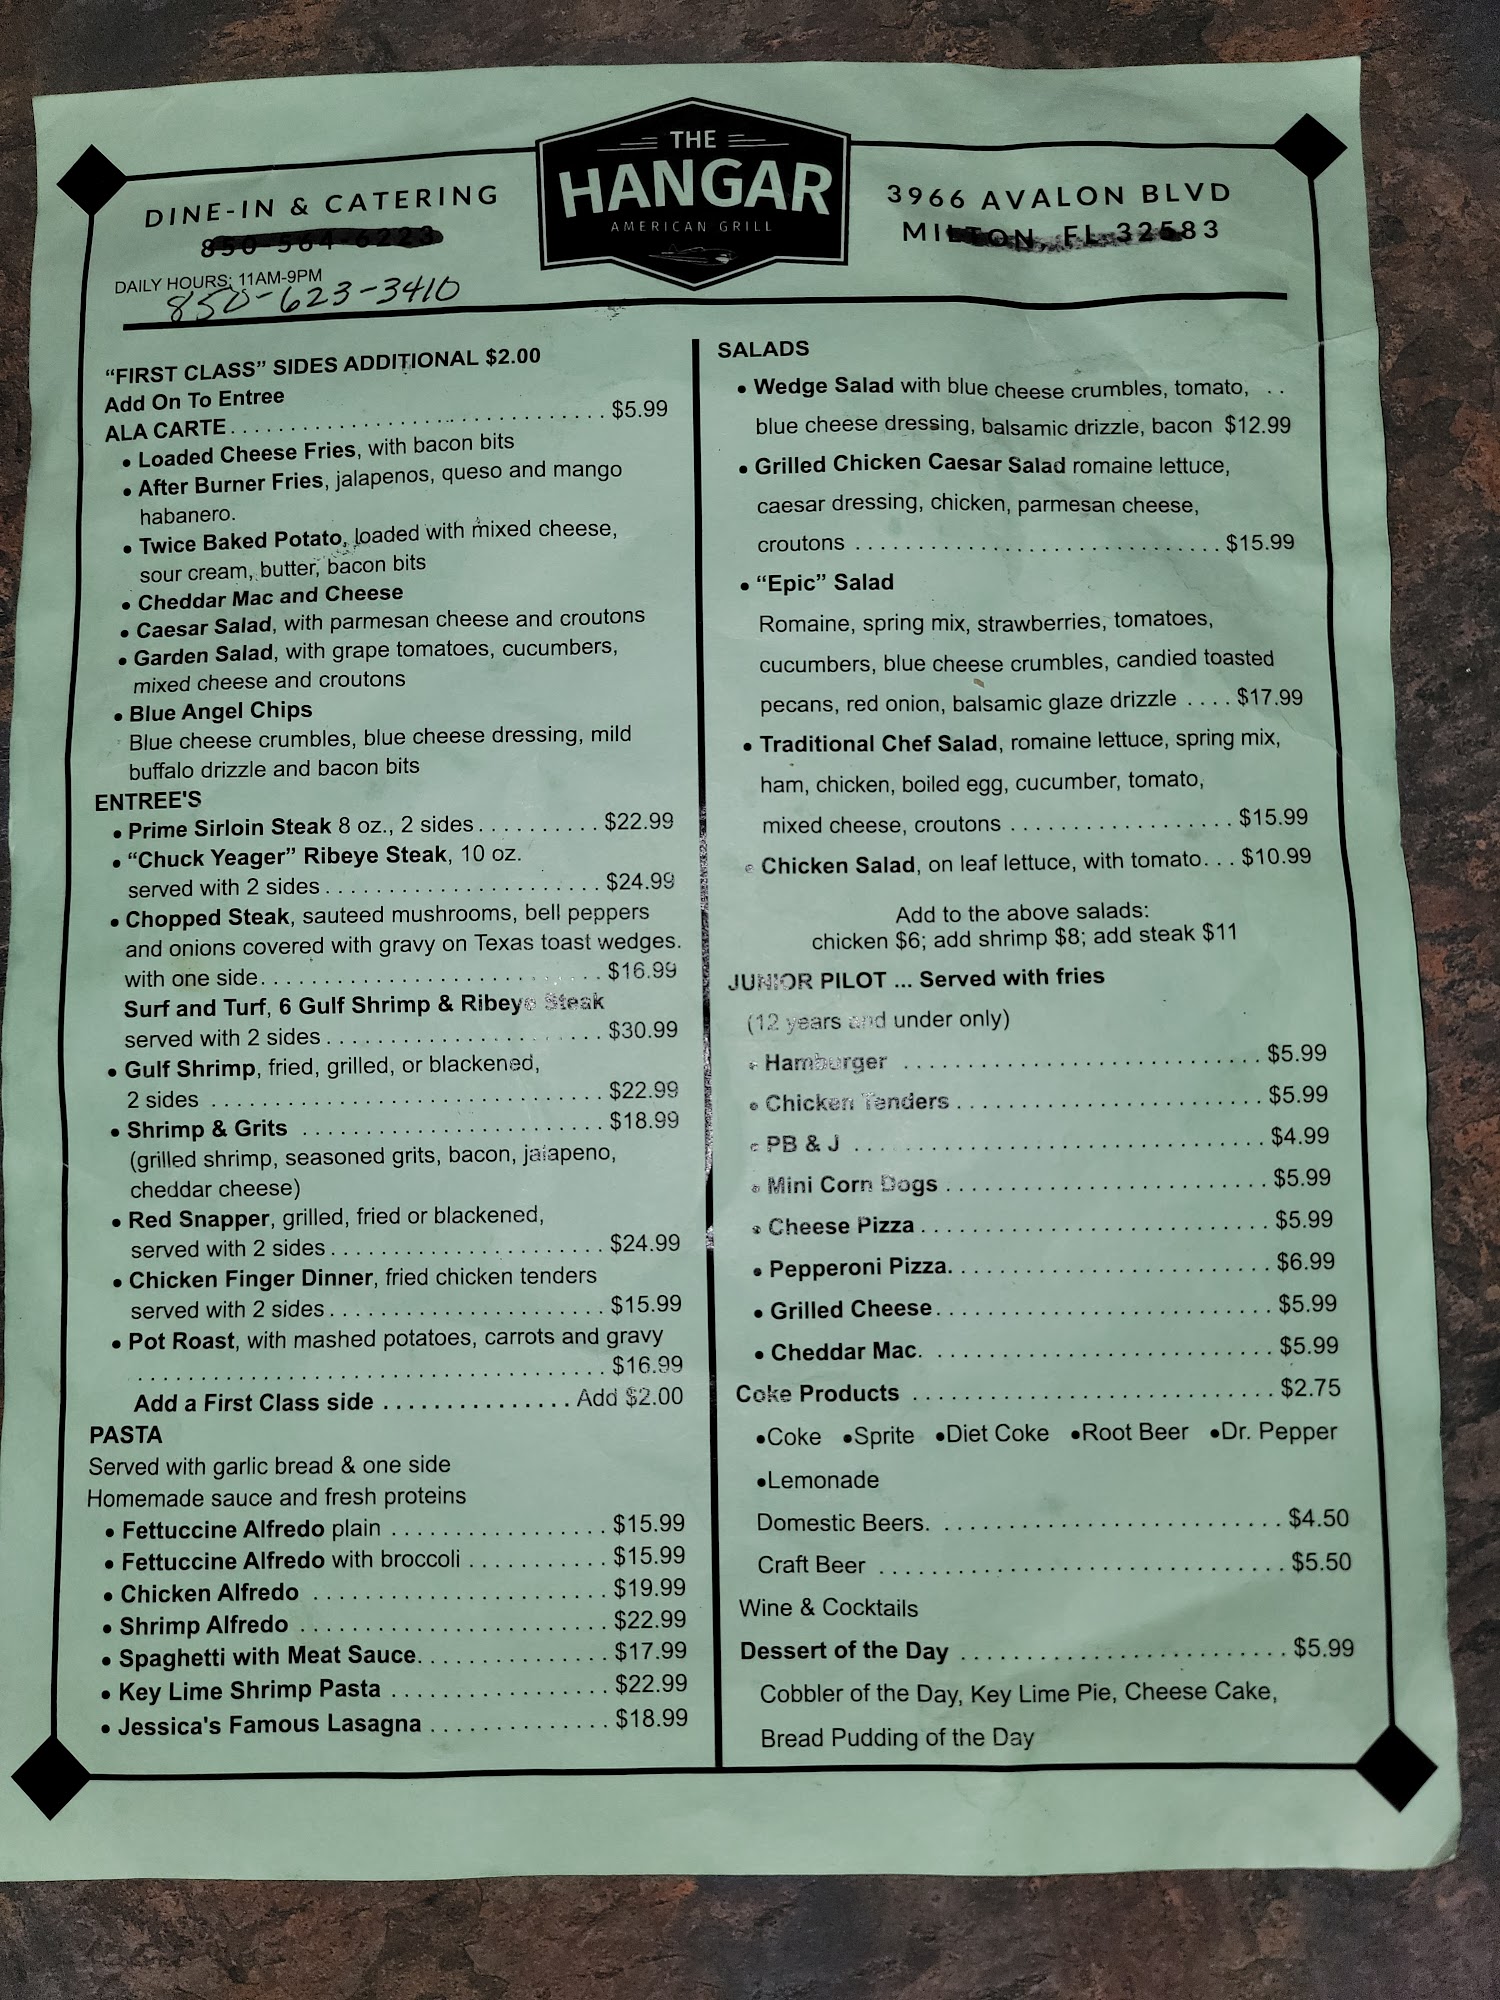 THE
HANGAR
AMERICAN GRILL
DINE-IN & CATERING
850-564-6223
DAILY HOURS; 11AM-9PM
850-623-3410
3966 AVALON BLVD
MILTON, FL 32583
“FIRST CLASS” SIDES ADDITIONAL $2.00
Add On To Entree
ALA CARTE . . . . . . . . . . . . . . . . . . . . . . . . . . . $5.99
• Loaded Cheese Fries, with bacon bits
• After Burner Fries, jalapenos, queso and mango
habanero.
• Twice Baked Potato, loaded with mixed cheese,
sour cream, butter, bacon bits
• Cheddar Mac and Cheese
• Caesar Salad, with parmesan cheese and croutons
• Garden Salad, with grape tomatoes, cucumbers,
mixed cheese and croutons
• Blue Angel Chips
Blue cheese crumbles, blue cheese dressing, mild
buffalo drizzle and bacon bits
ENTREE'S
• Prime Sirloin Steak 8 oz., 2 sides . . . . . . . . . . $22.99
• “Chuck Yeager” Ribeye Steak, 10 oz.
served with 2 sides . . . . . . . . . . . . . . . . . . . . $24.99
• Chopped Steak, sauteed mushrooms, bell peppers
and onions covered with gravy on Texas toast wedges.
with one side. . . . . . . . . . . . . . . . . . . . . . . . . $16.99
Surf and Turf, 6 Gulf Shrimp & Ribeye Steak
served with 2 sides . . . . . . . . . . . . . . . . . . . . $30.99
• Gulf Shrimp, fried, grilled, or blackened,
2 sides . . . . . . . . . . . . . . . . . . . . . . . . . . . . $22.99
• Shrimp & Grits . . . . . . . . . . . . . . . . . . . . . . $18.99
(grilled shrimp, seasoned grits, bacon, jalapeno,
cheddar cheese)
• Red Snapper, grilled, fried or blackened,
served with 2 sides . . . . . . . . . . . . . . . . . . . . $24.99
• Chicken Finger Dinner, fried chicken tenders
served with 2 sides . . . . . . . . . . . . . . . . . . . . $15.99
• Pot Roast, with mashed potatoes, carrots and gravy
. . . . . . . . . . . . . . . . . . . . . . . . . . . . . . . . . . $16.99
Add a First Class side . . . . . . . . . . . . . . . Add $2.00
PASTA
Served with garlic bread & one side
Homemade sauce and fresh proteins
• Fettuccine Alfredo plain . . . . . . . . . . . . . . . . $15.99
• Fettuccine Alfredo with broccoli . . . . . . . . . . $15.99
• Chicken Alfredo . . . . . . . . . . . . . . . . . . . . . $19.99
• Shrimp Alfredo . . . . . . . . . . . . . . . . . . . . . . $22.99
• Spaghetti with Meat Sauce. . . . . . . . . . . . . . $17.99
• Key Lime Shrimp Pasta . . . . . . . . . . . . . . . . $22.99
• Jessica's Famous Lasagna . . . . . . . . . . . . . $18.99
SALADS
• Wedge Salad with blue cheese crumbles, tomato, . .
blue cheese dressing, balsamic drizzle, bacon $12.99
• Grilled Chicken Caesar Salad romaine lettuce,
caesar dressing, chicken, parmesan cheese,
croutons . . . . . . . . . . . . . . . . . . . . . . . . . . . $15.99
• “Epic” Salad
Romaine, spring mix, strawberries, tomatoes,
cucumbers, blue cheese crumbles, candied toasted
pecans, red onion, balsamic glaze drizzle . . . . $17.99
• Traditional Chef Salad, romaine lettuce, spring mix,
ham, chicken, boiled egg, cucumber, tomato,
mixed cheese, croutons . . . . . . . . . . . . . . . . . $15.99
• Chicken Salad, on leaf lettuce, with tomato. . . $10.99
Add to the above salads:
chicken $6; add shrimp $8; add steak $11
JUNIOR PILOT ... Served with fries
(12 years and under only)
• Hamburger . . . . . . . . . . . . . . . . . . . . . . . . . . $5.99
• Chicken Tenders . . . . . . . . . . . . . . . . . . . . . . $5.99
• PB & J . . . . . . . . . . . . . . . . . . . . . . . . . . . . . . $4.99
• Mini Corn Dogs . . . . . . . . . . . . . . . . . . . . . . . $5.99
• Cheese Pizza . . . . . . . . . . . . . . . . . . . . . . . . . $5.99
• Pepperoni Pizza. . . . . . . . . . . . . . . . . . . . . . . $6.99
• Grilled Cheese. . . . . . . . . . . . . . . . . . . . . . . . $5.99
• Cheddar Mac. . . . . . . . . . . . . . . . . . . . . . . . . $5.99
Coke Products . . . . . . . . . . . . . . . . . . . . . . . . . . $2.75
•Coke •Sprite •Diet Coke •Root Beer •Dr. Pepper
•Lemonade
Domestic Beers. . . . . . . . . . . . . . . . . . . . . . . . . $4.50
Craft Beer . . . . . . . . . . . . . . . . . . . . . . . . . . . . . $5.50
Wine & Cocktails
Dessert of the Day . . . . . . . . . . . . . . . . . . . . . . . $5.99
Cobbler of the Day, Key Lime Pie, Cheese Cake,
Bread Pudding of the Day